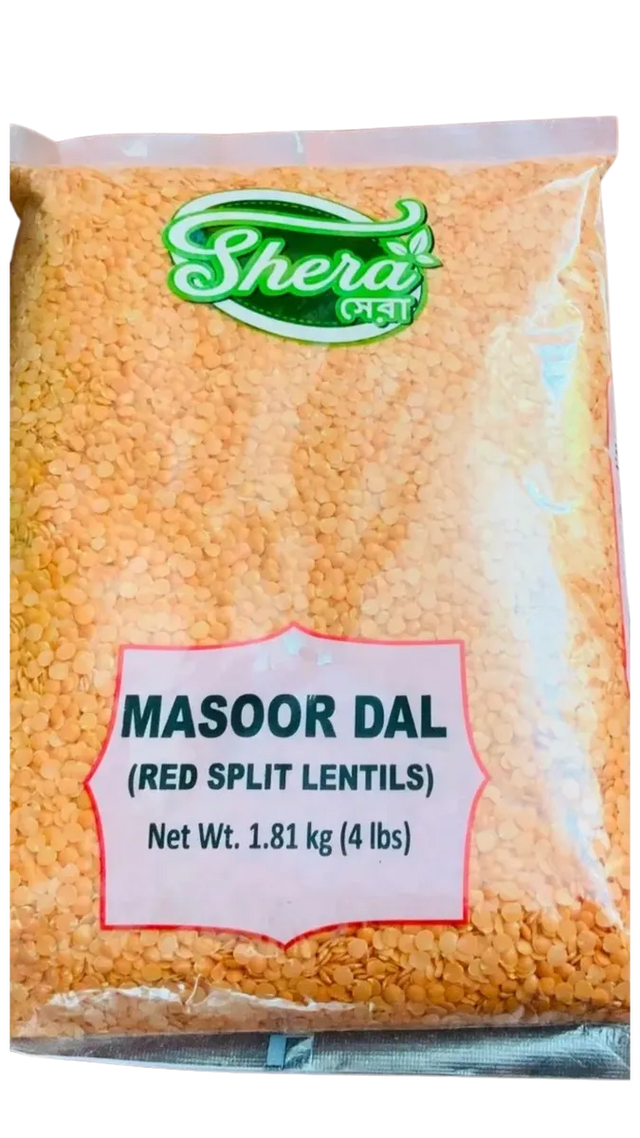 Shera
সেরা
MASOOR DAL
(RED SPLIT LENTILS)
Net Wt. 1.81 kg (4 lbs)